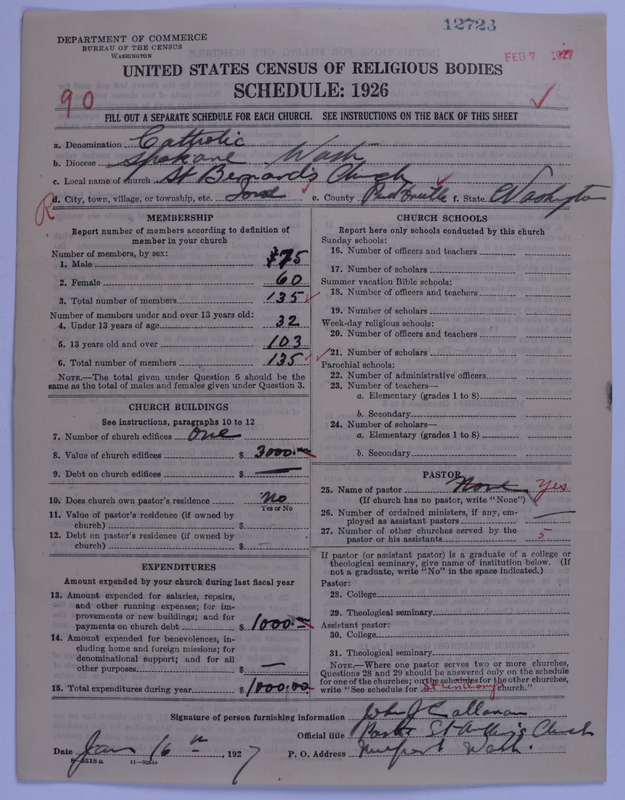 12723
DEPARTMENT OF COMMERCE
BUREAU OF THE CENSUS
WASHINGTON
FEB 7 1927
UNITED STATES CENSUS OF RELIGIOUS BODIES
SCHEDULE: 1926
90
FILL OUT A SEPARATE SCHEDULE FOR EACH CHURCH. SEE INSTRUCTIONS ON THE BACK OF THIS SHEET
a. Denomination Catholic
b. Diocese Spokane Wash
c. Local name of church St Bernards Church
d. City, town, village, or township, etc. Ione e. County Pend Oreille f. State Washington
R
MEMBERSHIP
Report number of members according to definition of member in your church
Number of members, by sex:
1. Male 75
2. Female 60
3. Total number of members 135
Number of members under and over 13 years old:
4. Under 13 years of age 32
5. 13 years old and over 103
6. Total number of members 135
NOTE.—The total given under Question 6 should be the same as the total of males and females given under Question 3.
CHURCH BUILDINGS
See instructions, paragraphs 10 to 12
7. Number of church edifices one
8. Value of church edifices $ 3000.00
9. Debt on church edifices $ —
10. Does church own pastor's residence No
Yes or No
11. Value of pastor's residence (if owned by church) $
12. Debt on pastor's residence (if owned by church) $
EXPENDITURES
Amount expended by your church during last fiscal year
13. Amount expended for salaries, repairs, and other running expenses; for improvements or new buildings; and for payments on church debt $ 1000.—
14. Amount expended for benevolences, including home and foreign missions; for denominational support; and for all other purposes $ —
15. Total expenditures during year $ 1000.00
CHURCH SCHOOLS
Report here only schools conducted by this church
Sunday schools:
16. Number of officers and teachers
17. Number of scholars
Summer vacation Bible schools:
18. Number of officers and teachers
19. Number of scholars
Week-day religious schools:
20. Number of officers and teachers
21. Number of scholars
Parochial schools:
22. Number of administrative officers
23. Number of teachers—
a. Elementary (grades 1 to 8)
b. Secondary
24. Number of scholars—
a. Elementary (grades 1 to 8)
b. Secondary
PASTOR
25. Name of pastor None Yes
(If church has no pastor, write "None")
26. Number of ordained ministers, if any, employed as assistant pastors —
27. Number of other churches served by the pastor or his assistants 5
If pastor (or assistant pastor) is a graduate of a college or theological seminary, give name of institution below. (If not a graduate, write "No" in the space indicated.)
Pastor:
28. College
29. Theological seminary
Assistant pastor:
30. College
31. Theological seminary
NOTE.—Where one pastor serves two or more churches, Questions 28 and 29 should be answered only on the schedule for one of the churches; on the schedules for the other churches, write "See schedule for St Anthony church."
Signature of person furnishing information John J Callanan
Official title Pastor St Church
Date Jan 16th, 1927 P. O. Address Newport Wash.